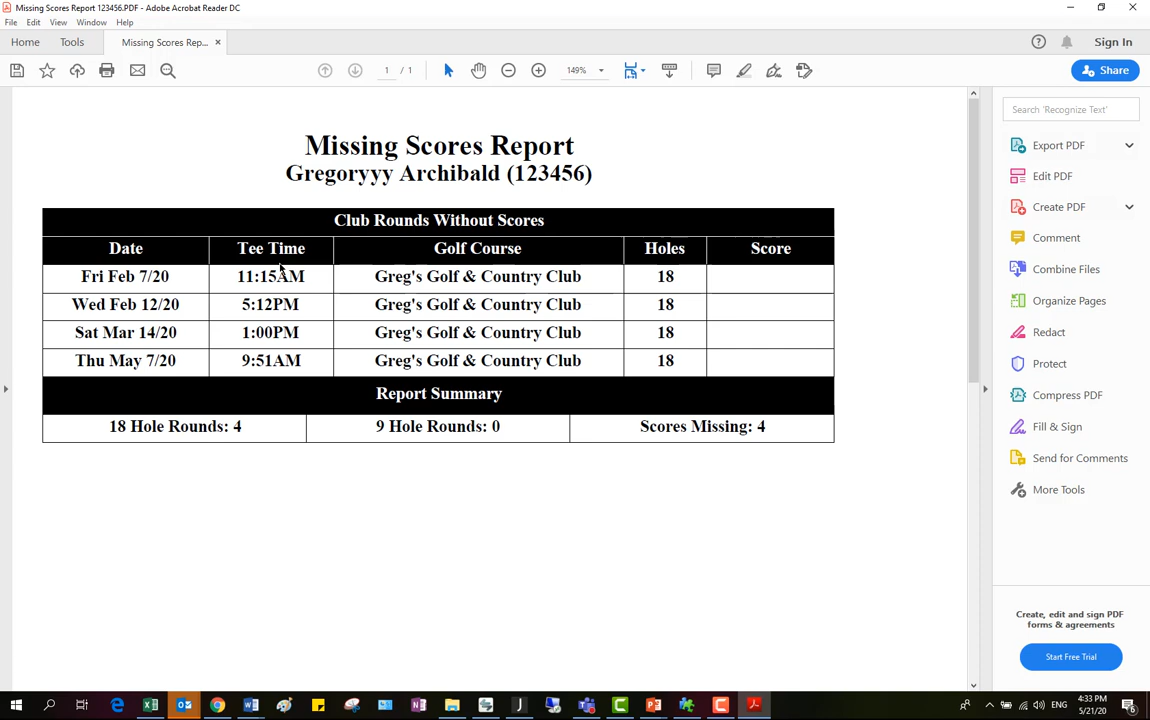 Missing Scores Report 123456.PDF - Adobe Acrobat Reader DC
File Edit View Window Help
Home Tools Missing Scores Rep... × Sign In
1 / 1 149% Share
Search 'Recognize Text'
Missing Scores Report
Gregoryyy Archibald (123456)
Club Rounds Without Scores
Date Tee Time Golf Course Holes Score
Fri Feb 7/20 11:15AM Greg's Golf & Country Club 18
Wed Feb 12/20 5:12PM Greg's Golf & Country Club 18
Sat Mar 14/20 1:00PM Greg's Golf & Country Club 18
Thu May 7/20 9:51AM Greg's Golf & Country Club 18
Report Summary
18 Hole Rounds: 4 9 Hole Rounds: 0 Scores Missing: 4
Export PDF
Edit PDF
Create PDF
Comment
Combine Files
Organize Pages
Redact
Protect
Compress PDF
Fill & Sign
Send for Comments
More Tools
Create, edit and sign PDF
forms & agreements
Start Free Trial
ENG
4:33 PM
5/21/20